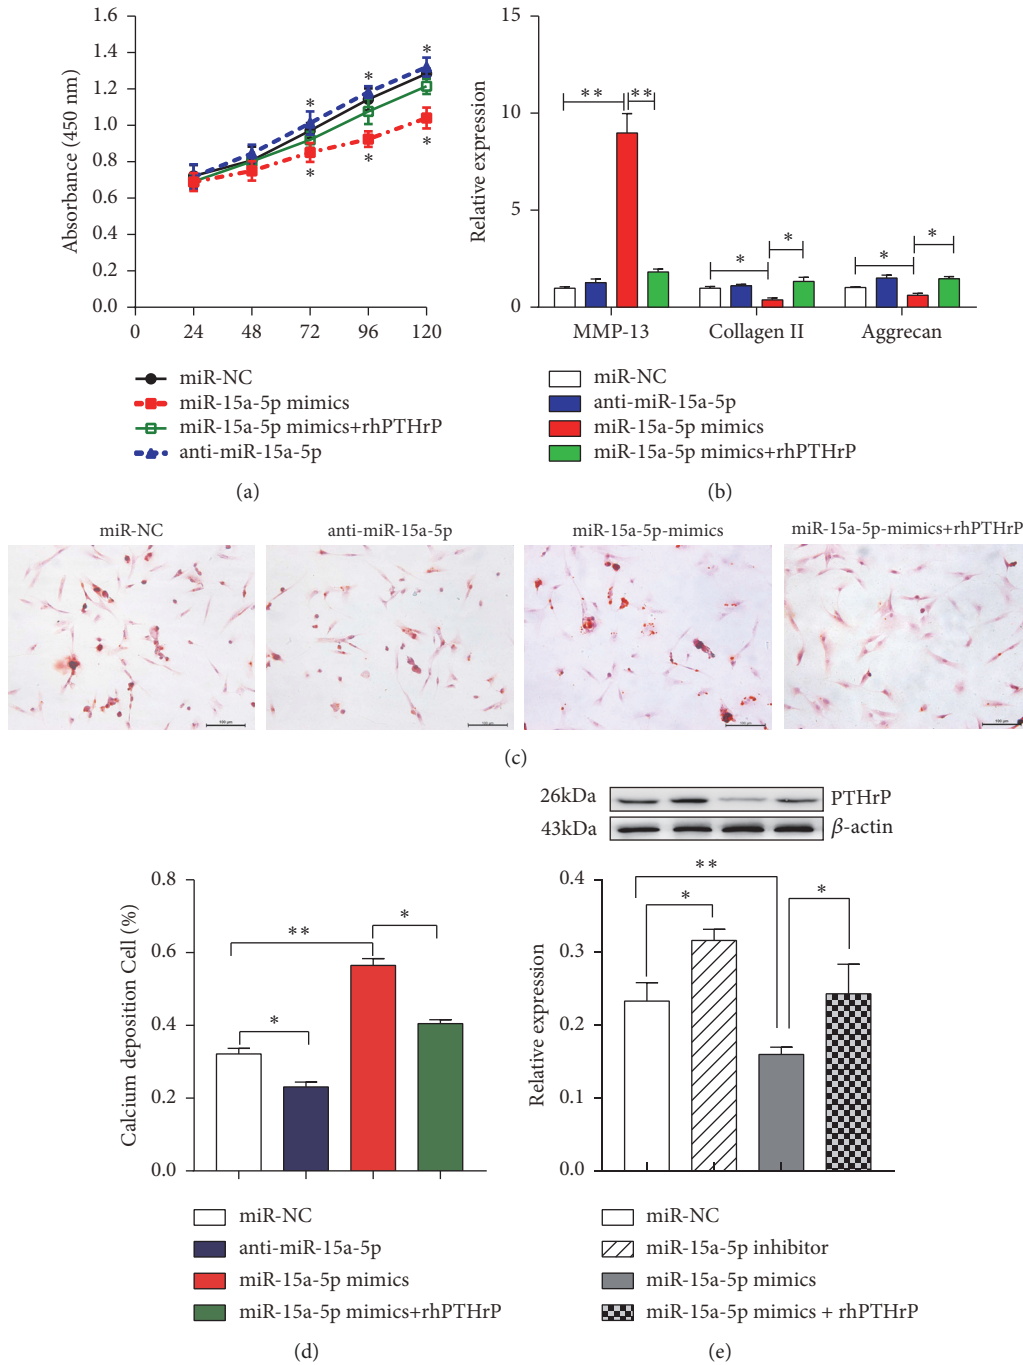 1.6
1.4
1.2
1.0
0.8
0.6
0.4
0.2
0.0
Absorbance (450 nm)
0 24 48 72 96 120
* * *
* * *
miR-NC
miR-15a-5p mimics
miR-15a-5p mimics+rhPTHrP
anti-miR-15a-5p
(a)
15
10
5
0
Relative expression
** **
* *
* *
MMP-13 Collagen II Aggrecan
miR-NC
anti-miR-15a-5p
miR-15a-5p mimics
miR-15a-5p mimics+rhPTHrP
(b)
miR-NC
anti-miR-15a-5p
miR-15a-5p-mimics
miR-15a-5p-mimics+rhPTHrP
(c)
0.8
0.6
0.4
0.2
0.0
Calcium deposition Cell (%)
**
*
*
miR-NC
anti-miR-15a-5p
miR-15a-5p mimics
miR-15a-5p mimics+rhPTHrP
(d)
26kDa PTHrP
43kDa β-actin
0.4
0.3
0.2
0.1
0.0
Relative expression
**
*
*
miR-NC
miR-15a-5p inhibitor
miR-15a-5p mimics
miR-15a-5p mimics + rhPTHrP
(e)